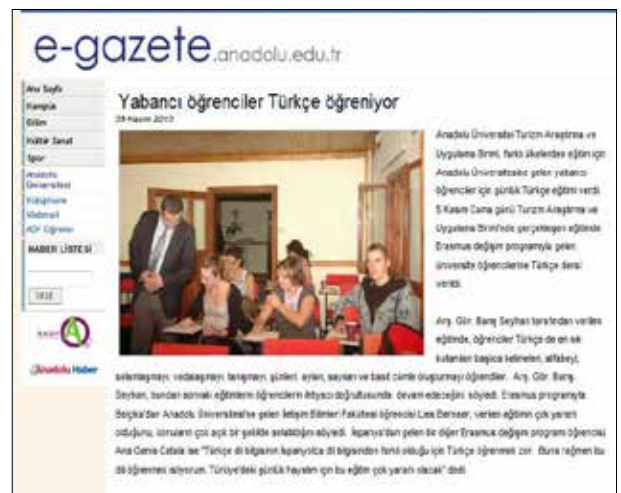 e-gazete.anadolu.edu.tr
Ana Sayfa
Kampüs
Bilim
Kültür Sanat
Spor
Anadolu
Üniversitesi
Kütüphane
Webmail
AÖF Öğrenci
HABER LİSTESİ
Anadolu Haber
Yabancı öğrenciler Türkçe öğreniyor
Kasım 2010
Anadolu Üniversitesi Turizm Araştırma ve
Uygulama Birimi, farklı ülkelerden eğitim için
Anadolu Üniversitesine gelen yabancı
öğrenciler için günlük Türkçe eğitimi verdi.
5 Kasım Cuma günü Turizm Araştırma ve
Uygulama Birimi'nde gerçekleşen eğitimde
Erasmus değişim programıyla gelen
üniversite öğrencilerine Türkçe dersi
verildi.
Arş. Gör. Barış Seyhan tarafından verilen
eğitimde, öğrenciler Türkçe de en sık
kullanılan başlıca kelimeleri, alfabeyi,
selamlaşmayı, vedalaşmayı, tanışmayı, günleri, ayları, sayıları ve basit cümle oluşturmayı öğrendiler. Arş. Gör. Barış
Seyhan, bundan sonraki eğitimlerin öğrencilerin ihtiyacı doğrultusunda devam edeceğini söyledi. Erasmus programıyla
Belçika'dan Anadolu Üniversitesi'ne gelen İletişim Bilimleri Fakültesi öğrencisi Lies verilen eğitimin çok yararlı
olduğunu, konuların çok açık bir şekilde anlatıldığını söyledi. İspanya'dan gelen bir diğer Erasmus değişim programı öğrencisi
Ana Catala ise "Türkçe dil bilgisinin İspanyolca dil bilgisinden farklı olduğu için Türkçe öğrenmek zor. Buna rağmen bu
dili öğrenmek istiyorum. Türkiye'deki günlük hayatım için bu eğitim çok yararlı olacak" dedi.